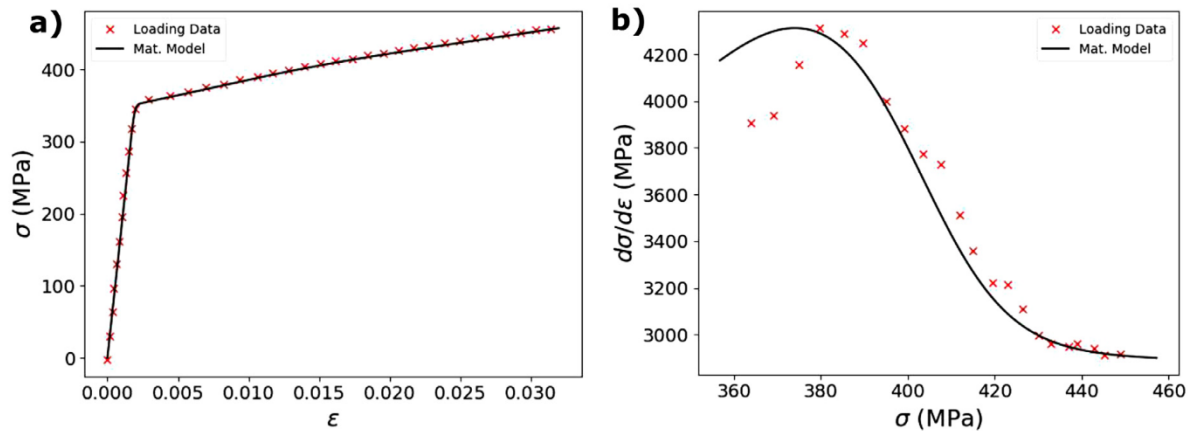 a)
Loading Data
Mat. Model
400
300
200
100
0
σ (MPa)
0.000 0.005 0.010 0.015 0.020 0.025 0.030
ε
b)
Loading Data
Mat. Model
4200
4000
3800
3600
3400
3200
3000
dσ/dε (MPa)
360 380 400 420 440 460
σ (MPa)